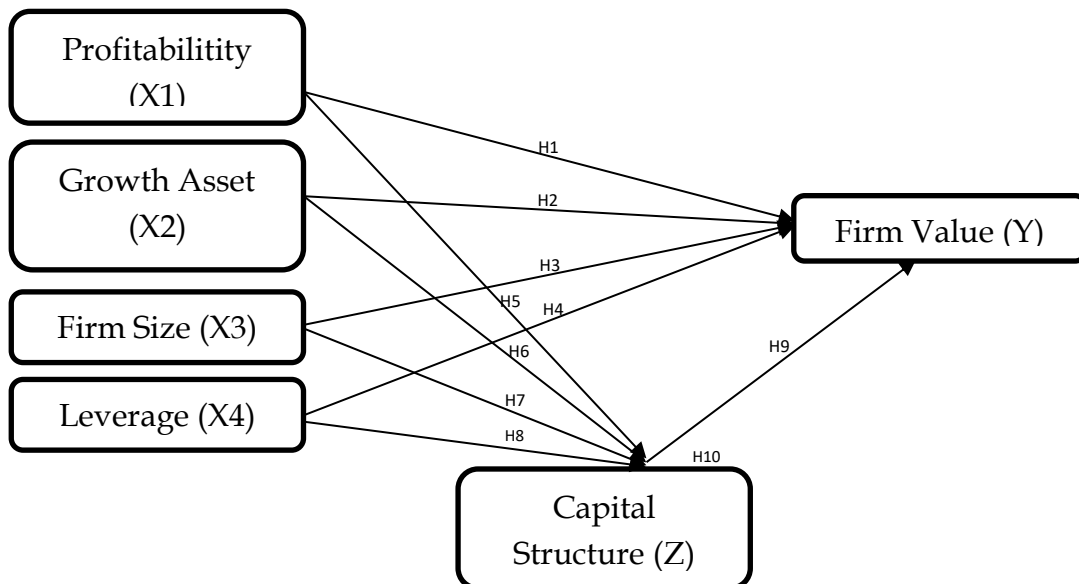 Profitabilitity
(X1)
Growth Asset
(X2)
Firm Size (X3)
Leverage (X4)
H1
H2
H3
H4
H5
H6
H7
H8
H9
H10
Firm Value (Y)
Capital
Structure (Z)